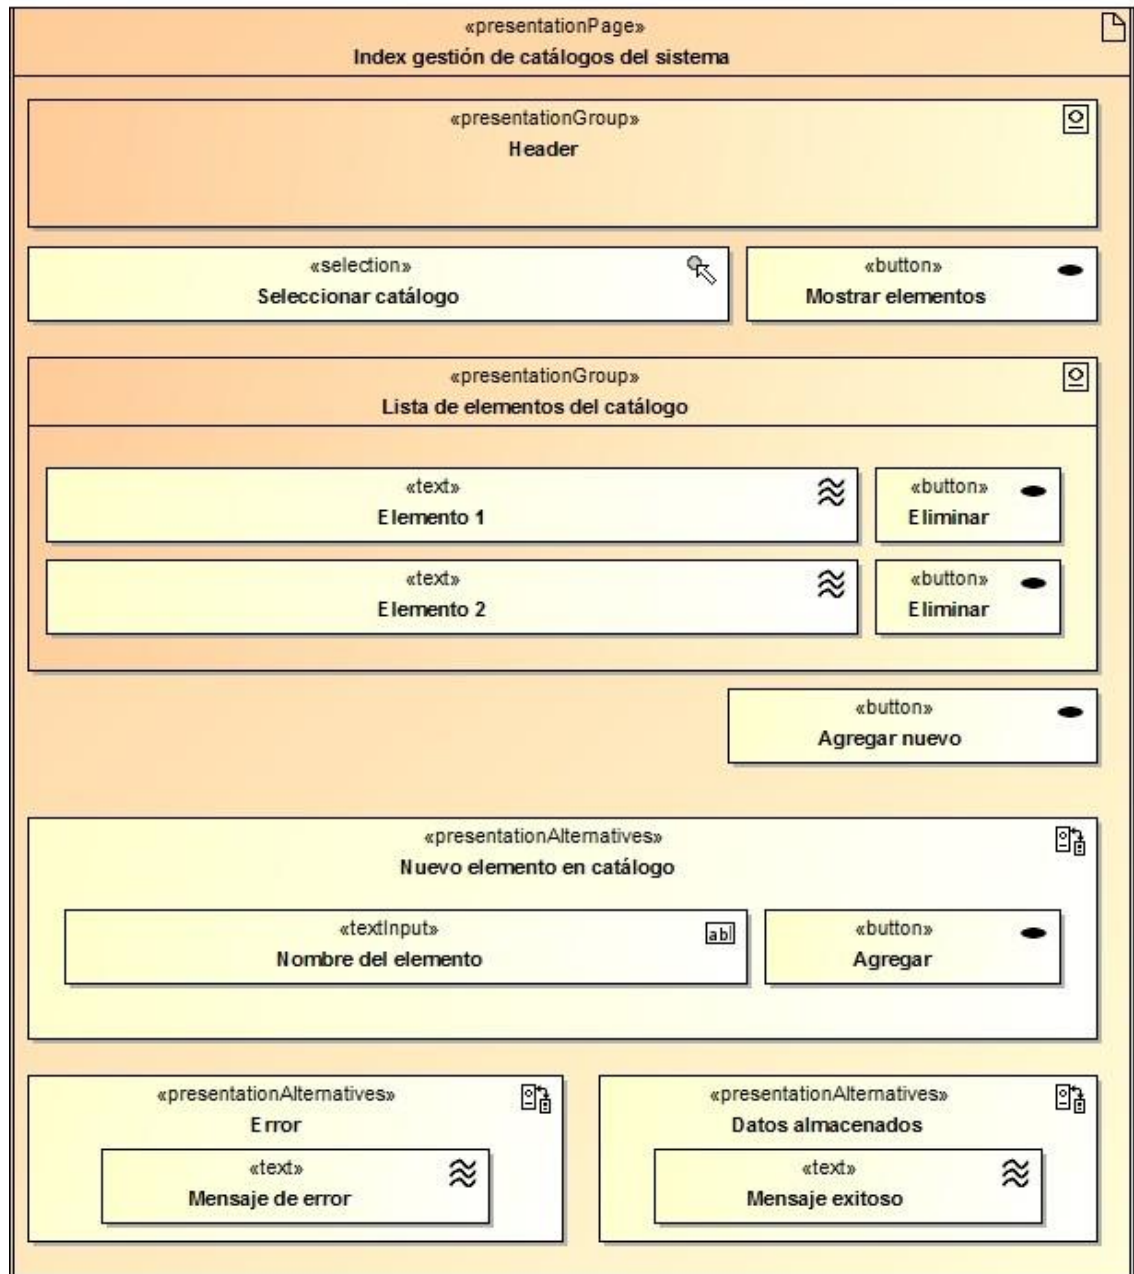 «presentationPage»
Index gestión de catálogos del sistema
«presentationGroup»
Header
«selection»
Seleccionar catálogo
«button»
Mostrar elementos
«presentationGroup»
Lista de elementos del catálogo
«text»
Elemento 1
«button»
Eliminar
«text»
Elemento 2
«button»
Eliminar
«button»
Agregar nuevo
«presentationAlternatives»
Nuevo elemento en catálogo
«textInput»
Nombre del elemento
ab
«button»
Agregar
«presentationAlternatives»
Error
«text»
Mensaje de error
«presentationAlternatives»
Datos almacenados
«text»
Mensaje exitoso